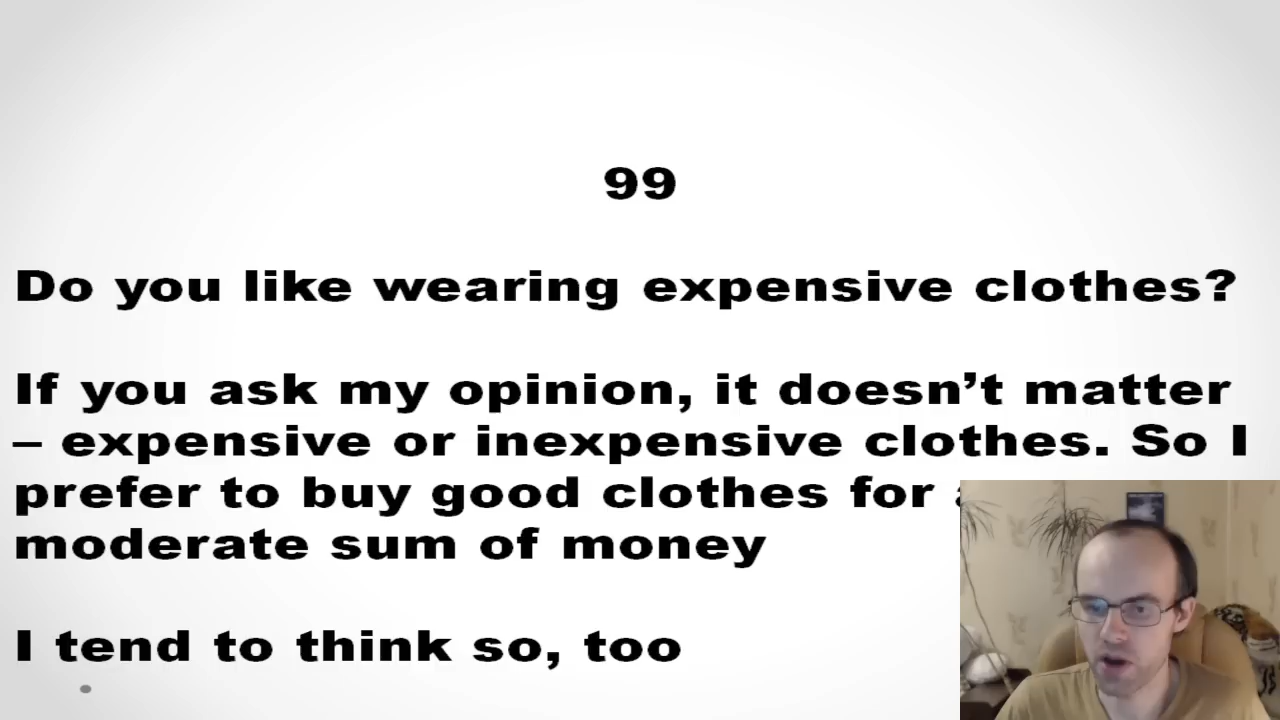 99
Do you like wearing expensive clothes?
If you ask my opinion, it doesn’t matter
– expensive or inexpensive clothes. So I
prefer to buy good clothes for
moderate sum of money
I tend to think so, too